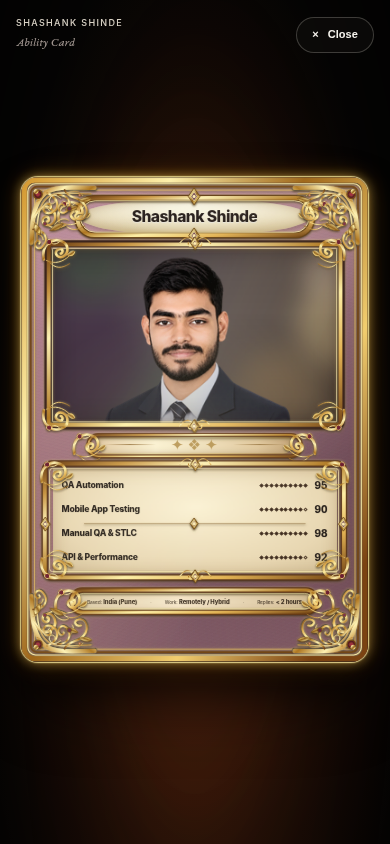 SHASHANK SHINDE
Ability Card
× Close
Shashank Shinde
QA Automation 95
Mobile App Testing 90
Manual QA & STLC 98
API & Performance 92
Based: India (Pune) Work: Remotely / Hybrid Replies: < 2 hours